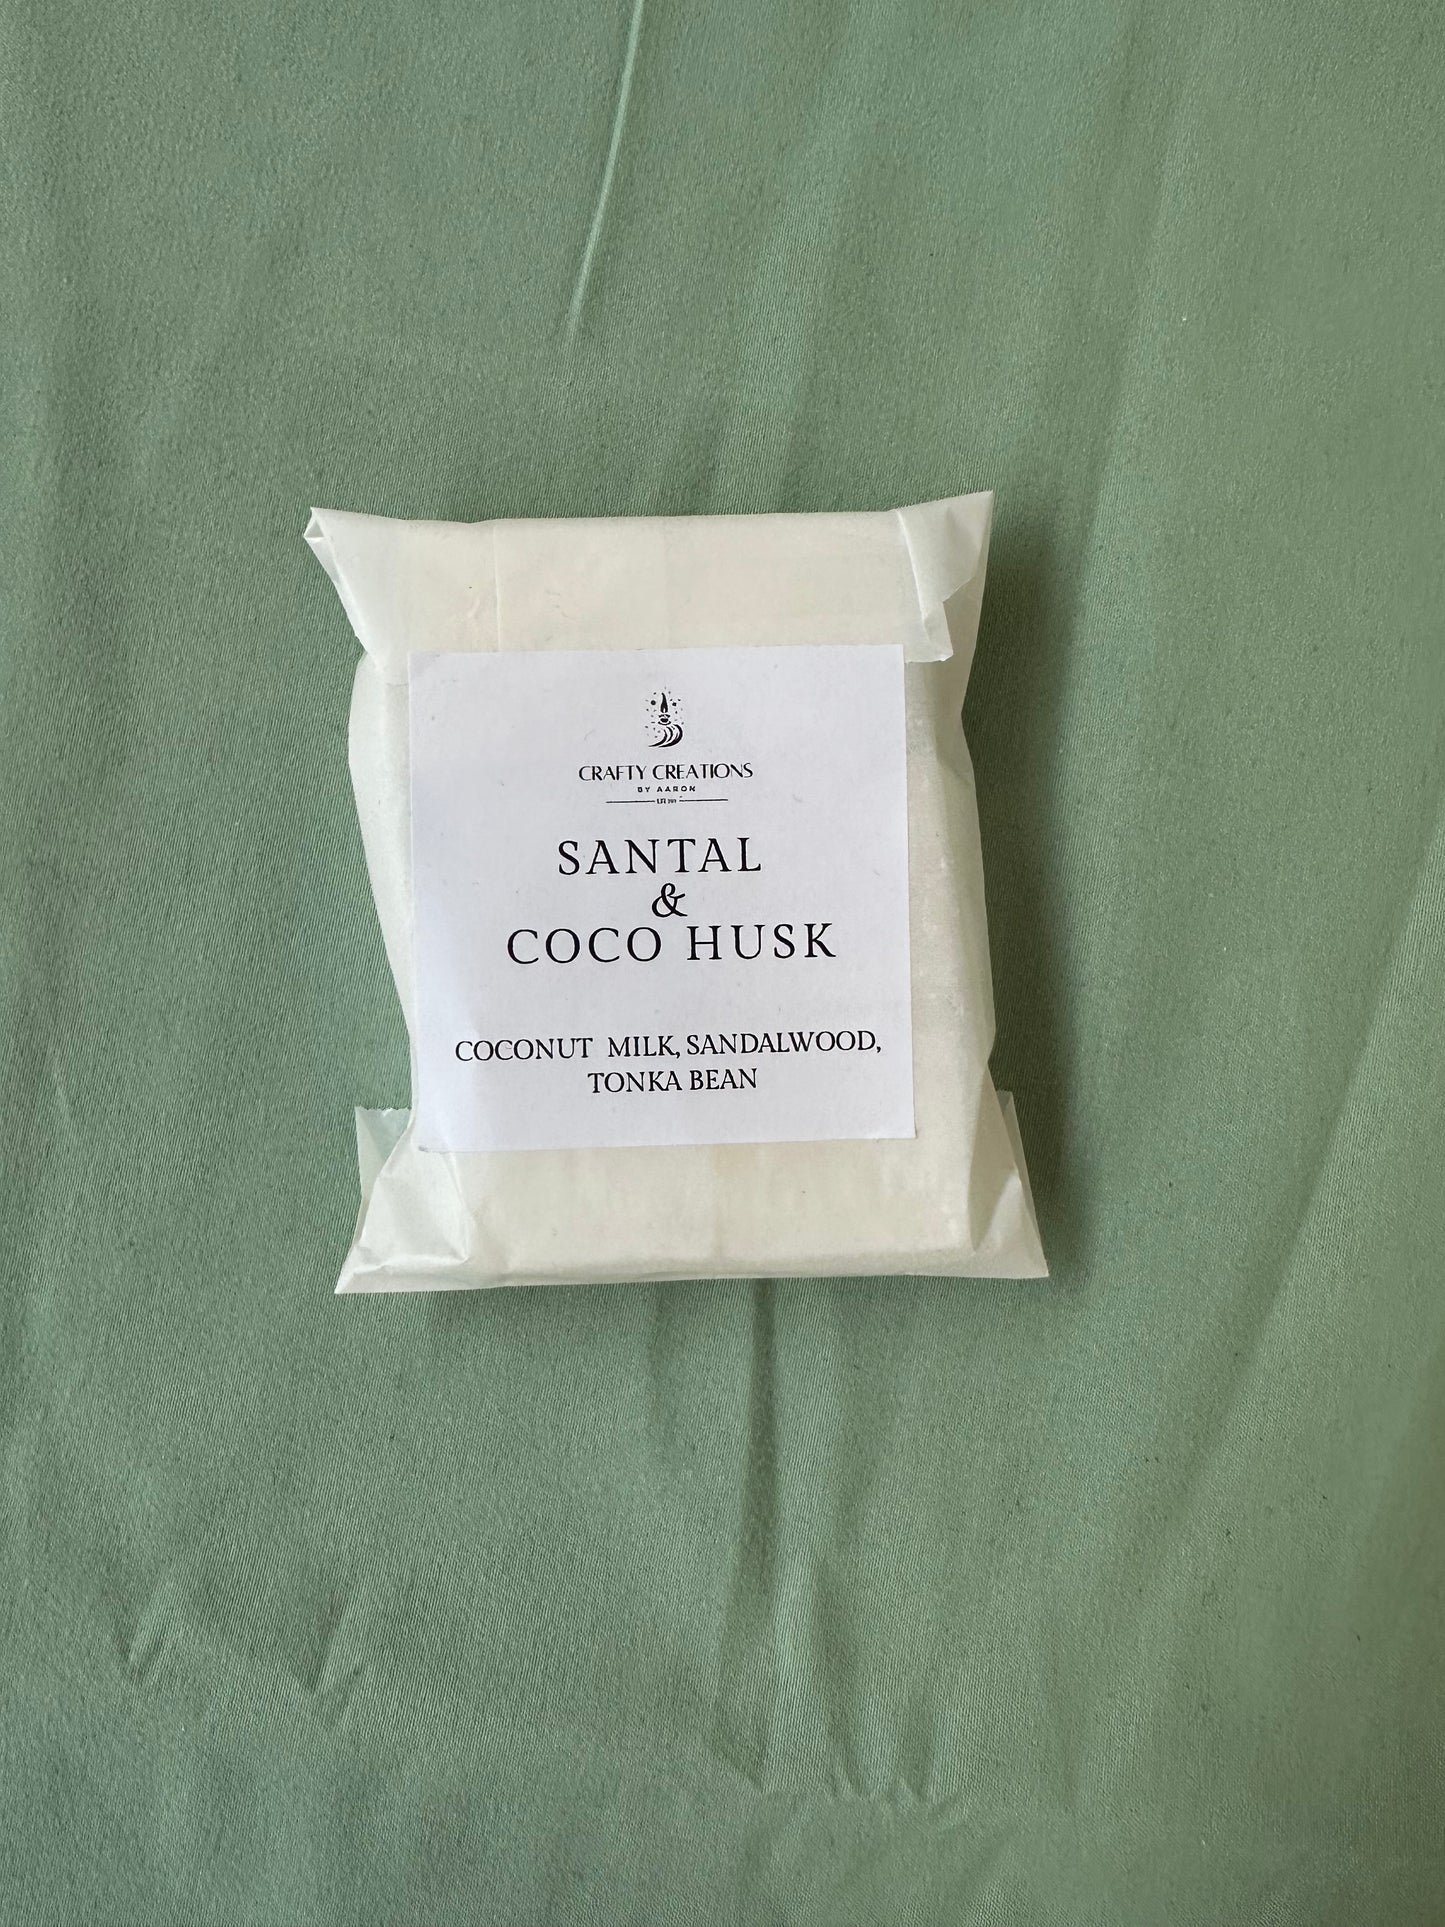 CRAFTY CREATIONS
BY AARON
SANTAL
&
COCO HUSK
COCONUT MILK, SANDALWOOD,
TONKA BEAN